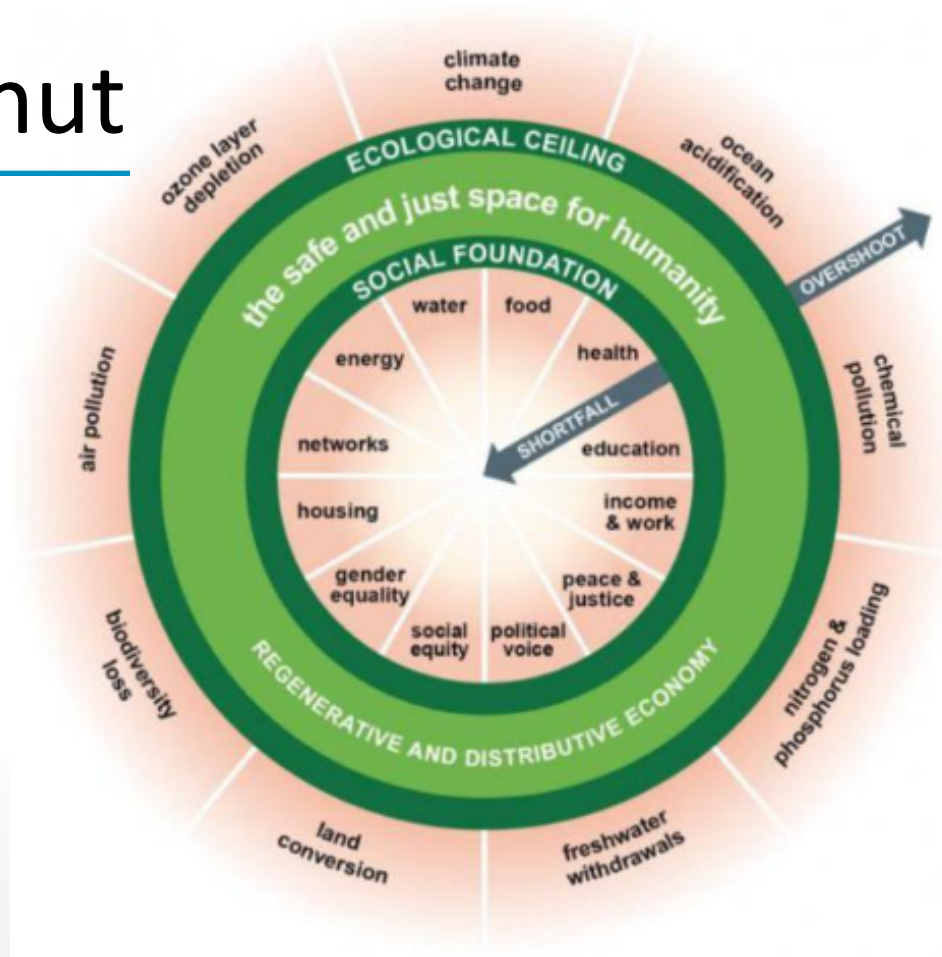 nut
climate
change
ozone layer
depletion
ocean
acidification
ECOLOGICAL CEILING
OVERSHOOT
the safe and just space for humanity
SOCIAL FOUNDATION
water
food
energy
health
SHORTFALL
air pollution
chemical
pollution
networks
education
housing
income
& work
gender
equality
peace &
justice
social
equity
political
voice
biodiversity
loss
nitrogen &
phosphorus loading
REGENERATIVE AND DISTRIBUTIVE ECONOMY
land
conversion
freshwater
withdrawals